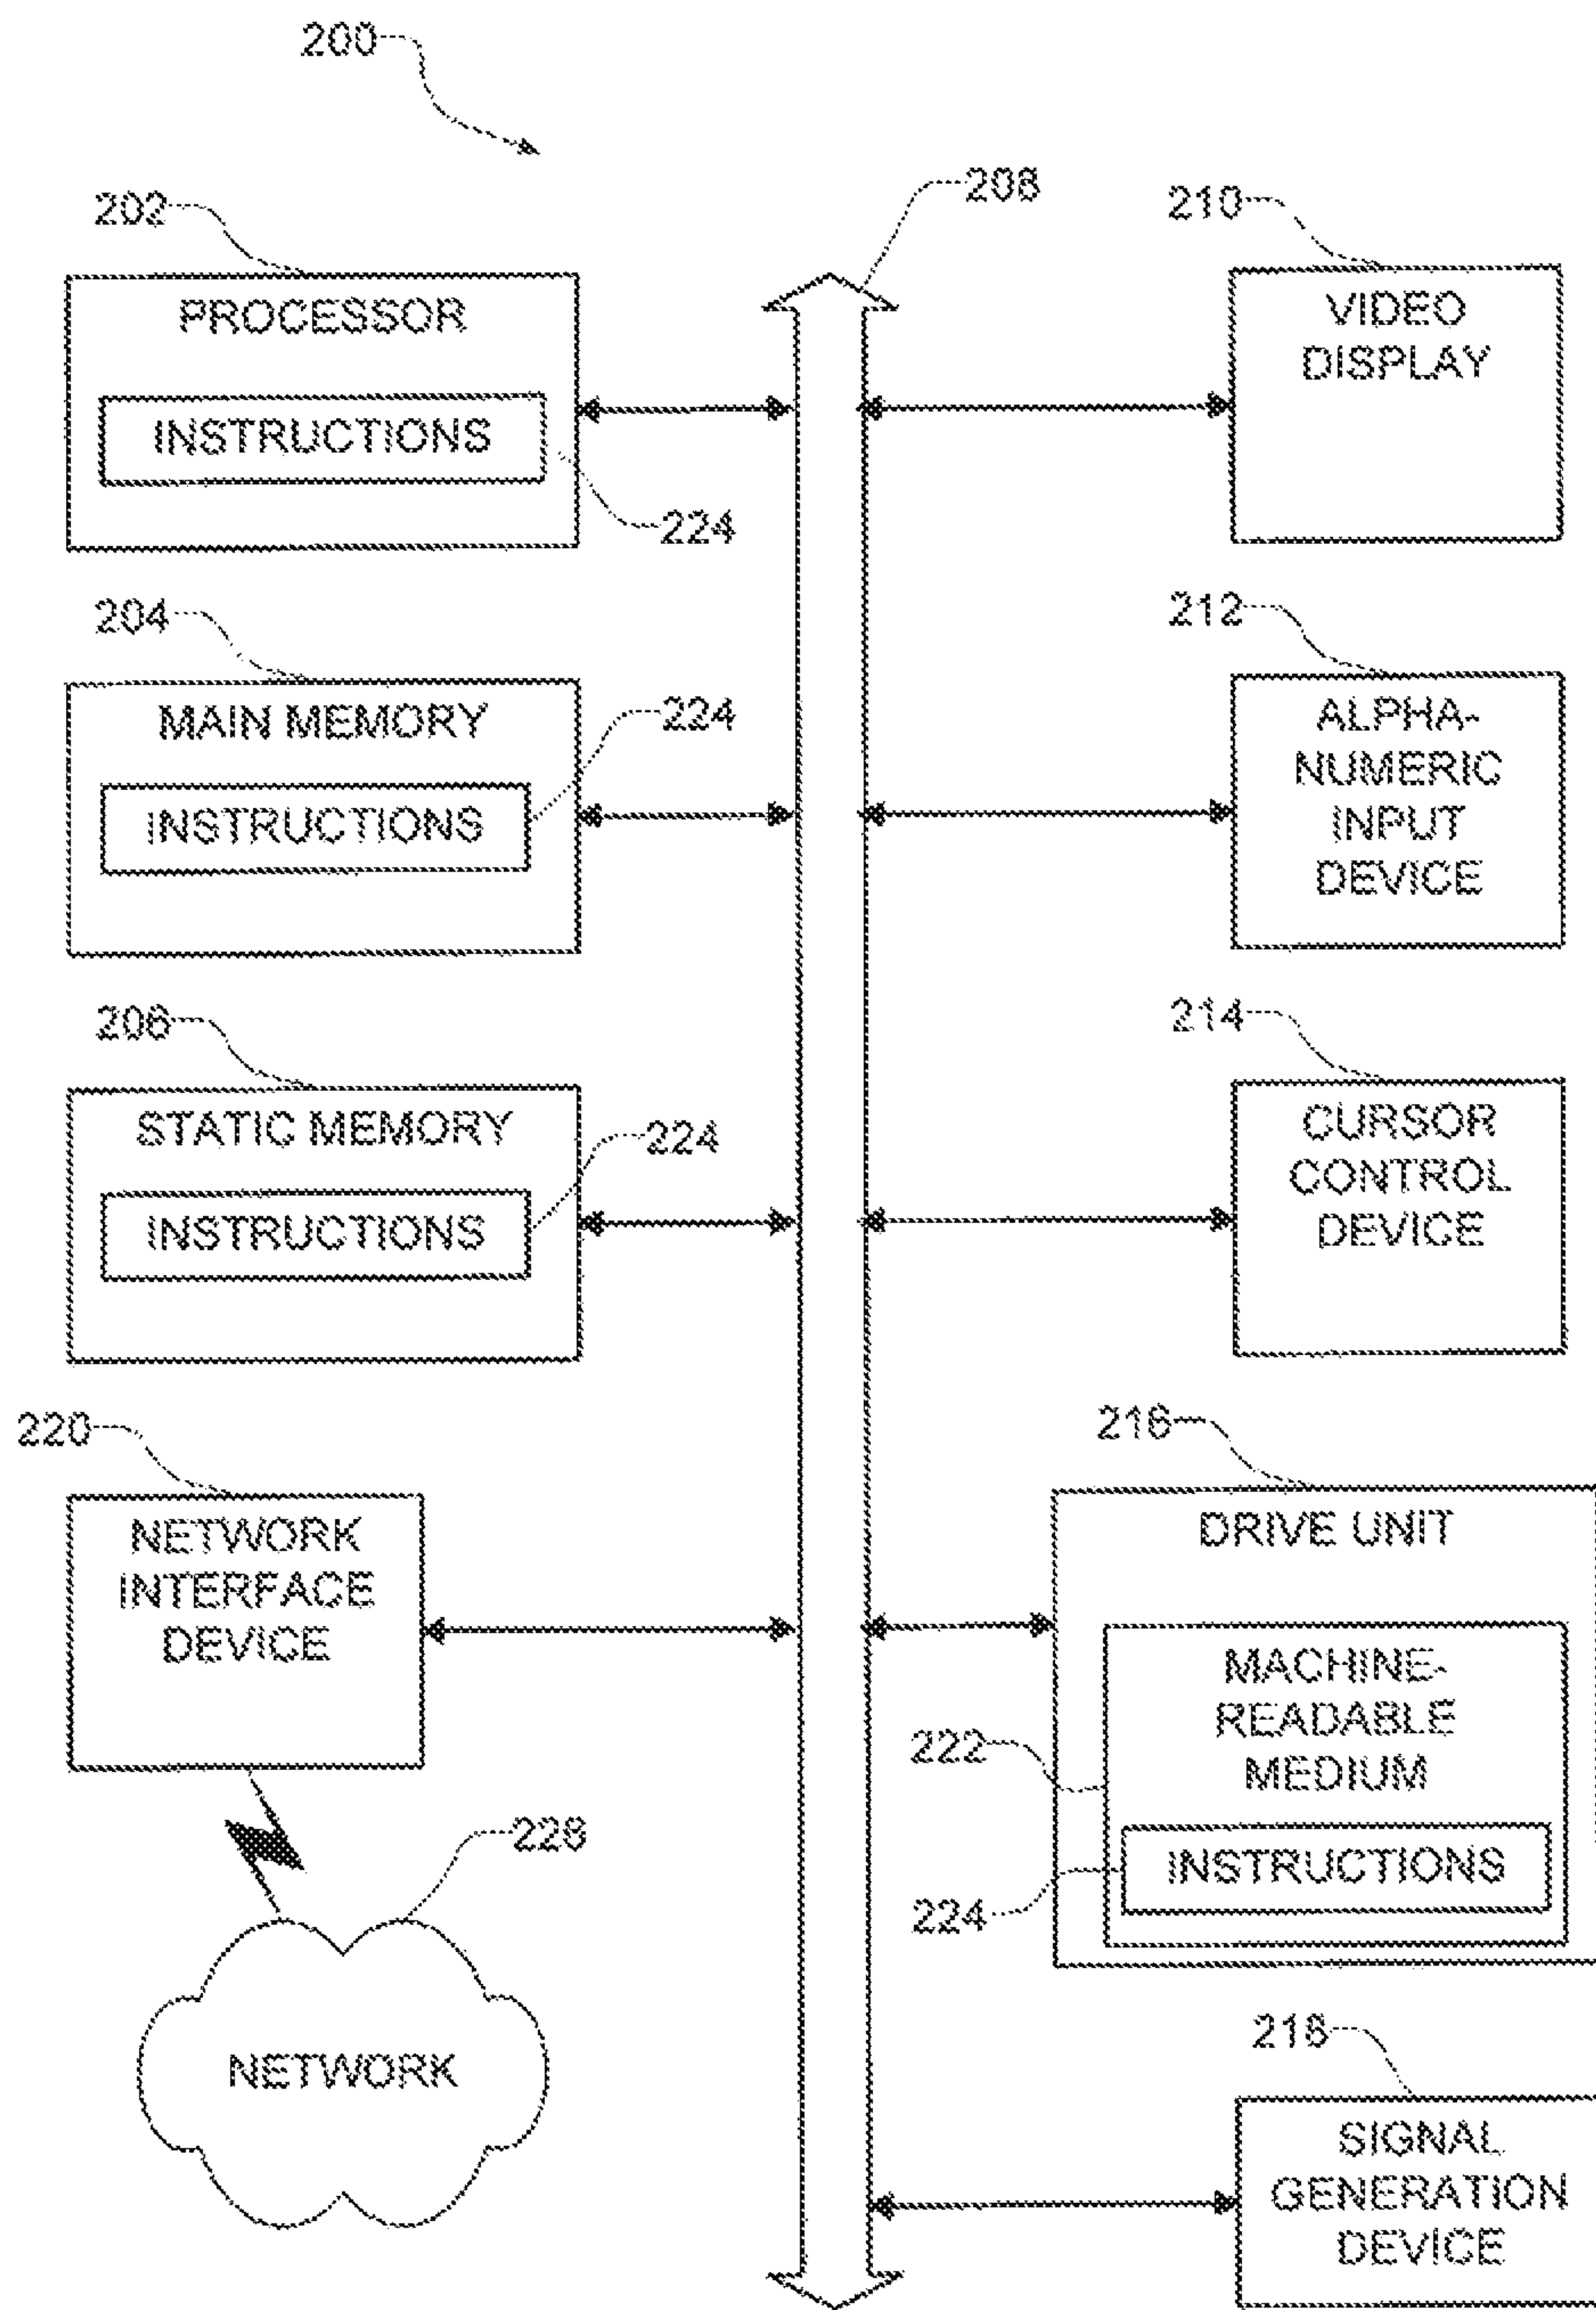 200
208
202
PROCESSOR
INSTRUCTIONS
224
204
MAIN MEMORY
224
INSTRUCTIONS
206
STATIC MEMORY
224
INSTRUCTIONS
220
NETWORK
INTERFACE
DEVICE
228
NETWORK
210
VIDEO
DISPLAY
212
ALPHA-
NUMERIC
INPUT
DEVICE
214
CURSOR
CONTROL
DEVICE
216
DRIVE UNIT
222
MACHINE-
READABLE
MEDIUM
224
INSTRUCTIONS
218
SIGNAL
GENERATION
DEVICE